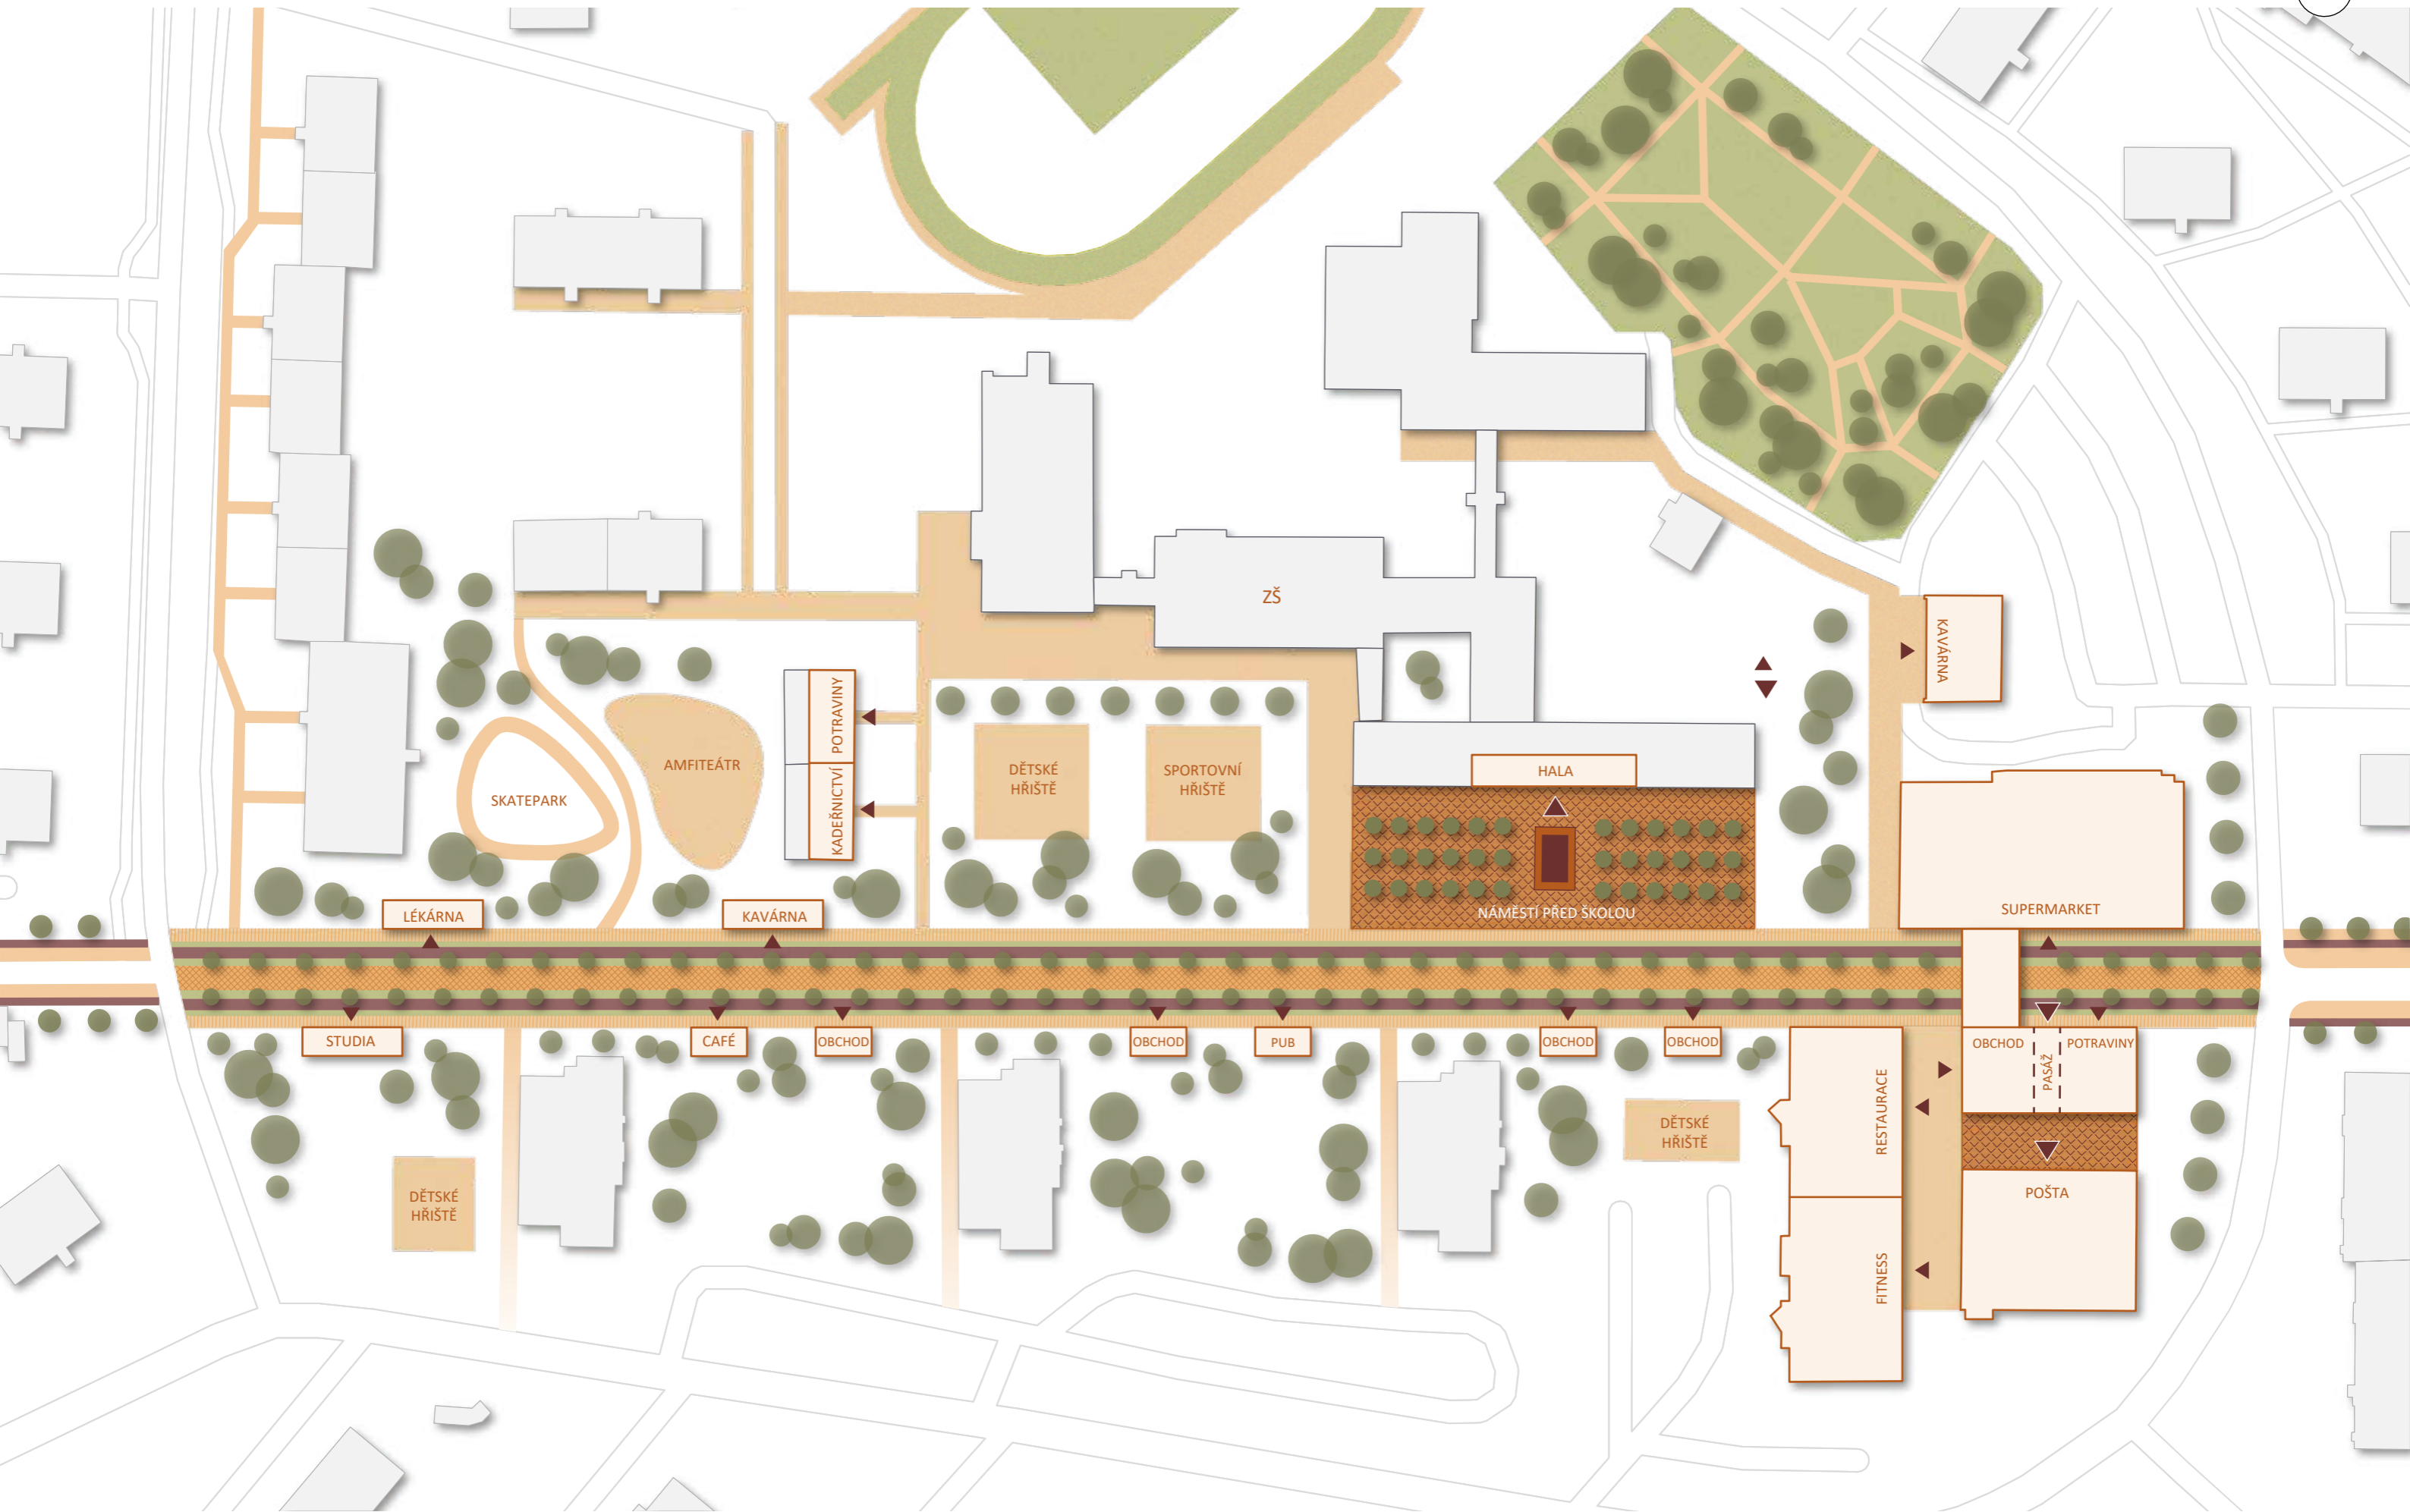 ZŠ
KAVÁRNA
POTRAVINY
KADEŘNICTVÍ
AMFITEÁTR
SKATEPARK
DĚTSKÉ
HŘIŠTĚ
SPORTOVNÍ
HŘIŠTĚ
HALA
NÁMĚSTÍ PŘED ŠKOLOU
SUPERMARKET
LÉKÁRNA
KAVÁRNA
STUDIA
CAFÉ
OBCHOD
OBCHOD
PUB
OBCHOD
OBCHOD
OBCHOD
PASÁŽ
POTRAVINY
RESTAURACE
DĚTSKÉ
HŘIŠTĚ
DĚTSKÉ
HŘIŠTĚ
POŠTA
FITNESS